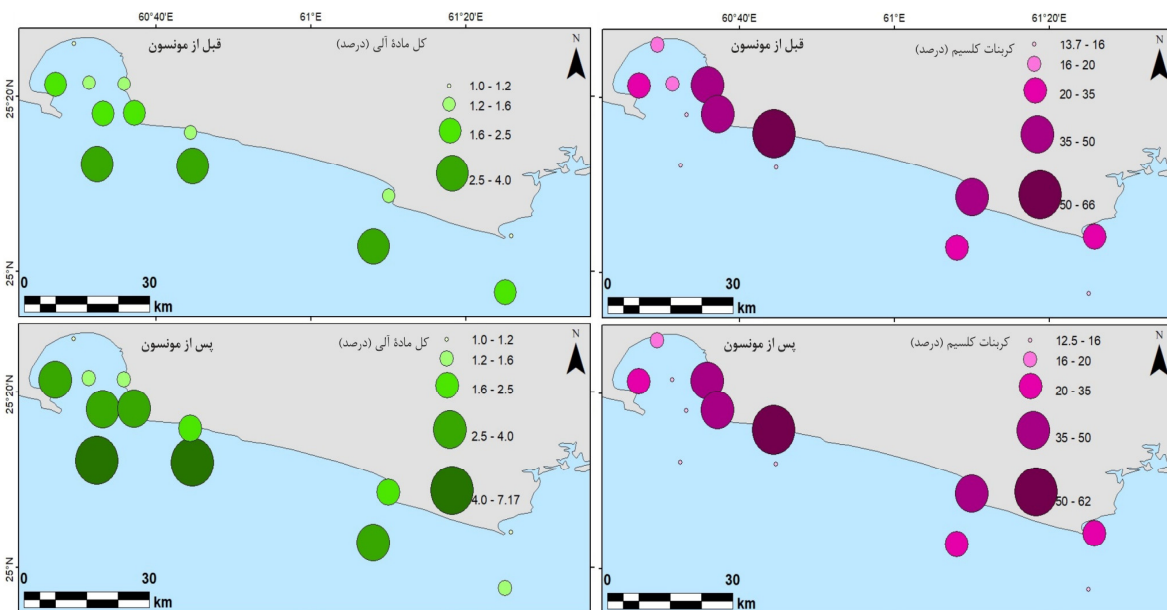 60°40'E 61°E 61°20'E
60°40'E 61°E 61°20'E
قبل از مونسون
کل مادهٔ آلی (درصد)
N
1.0 - 1.2
1.2 - 1.6
1.6 - 2.5
2.5 - 4.0
25°20'N
25°N
0 30
km
قبل از مونسون
کربنات کلسیم (درصد)
N
13.7 - 16
16 - 20
20 - 35
35 - 50
50 - 66
0 30
km
پس از مونسون
کل مادهٔ آلی (درصد)
N
1.0 - 1.2
1.2 - 1.6
1.6 - 2.5
2.5 - 4.0
4.0 - 7.17
25°20'N
25°N
0 30
km
پس از مونسون
کربنات کلسیم (درصد)
N
12.5 - 16
16 - 20
20 - 35
35 - 50
50 - 62
0 30
km